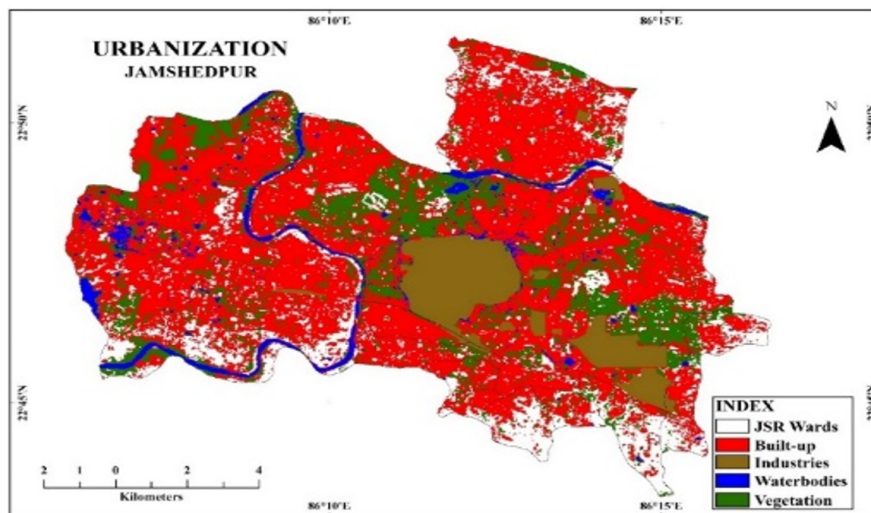 86°10'E 86°15'E
URBANIZATION
JAMSHEDPUR
22°50'N
N
22°45'N
INDEX
JSR Wards
Built-up
Industries
Waterbodies
Vegetation
2 1 0 2 4
Kilometers
86°10'E 86°15'E